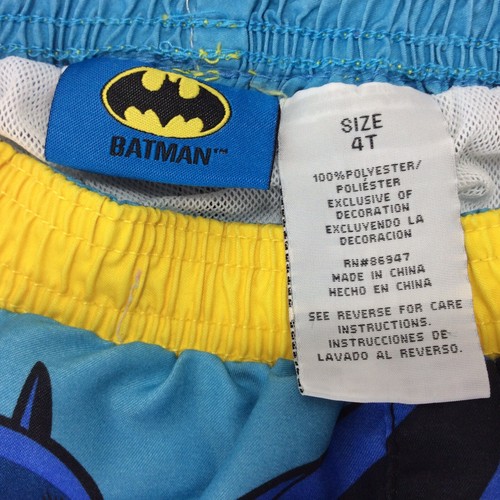 BATMAN™
SIZE
4T
100%POLYESTER/
POLIÉSTER
EXCLUSIVE OF
DECORATION
EXCLUYENDO LA
DECORACION
RN#86947
MADE IN CHINA
HECHO EN CHINA
SEE REVERSE FOR CARE
INSTRUCTIONS.
INSTRUCCIONES DE
LAVADO AL REVERSO.